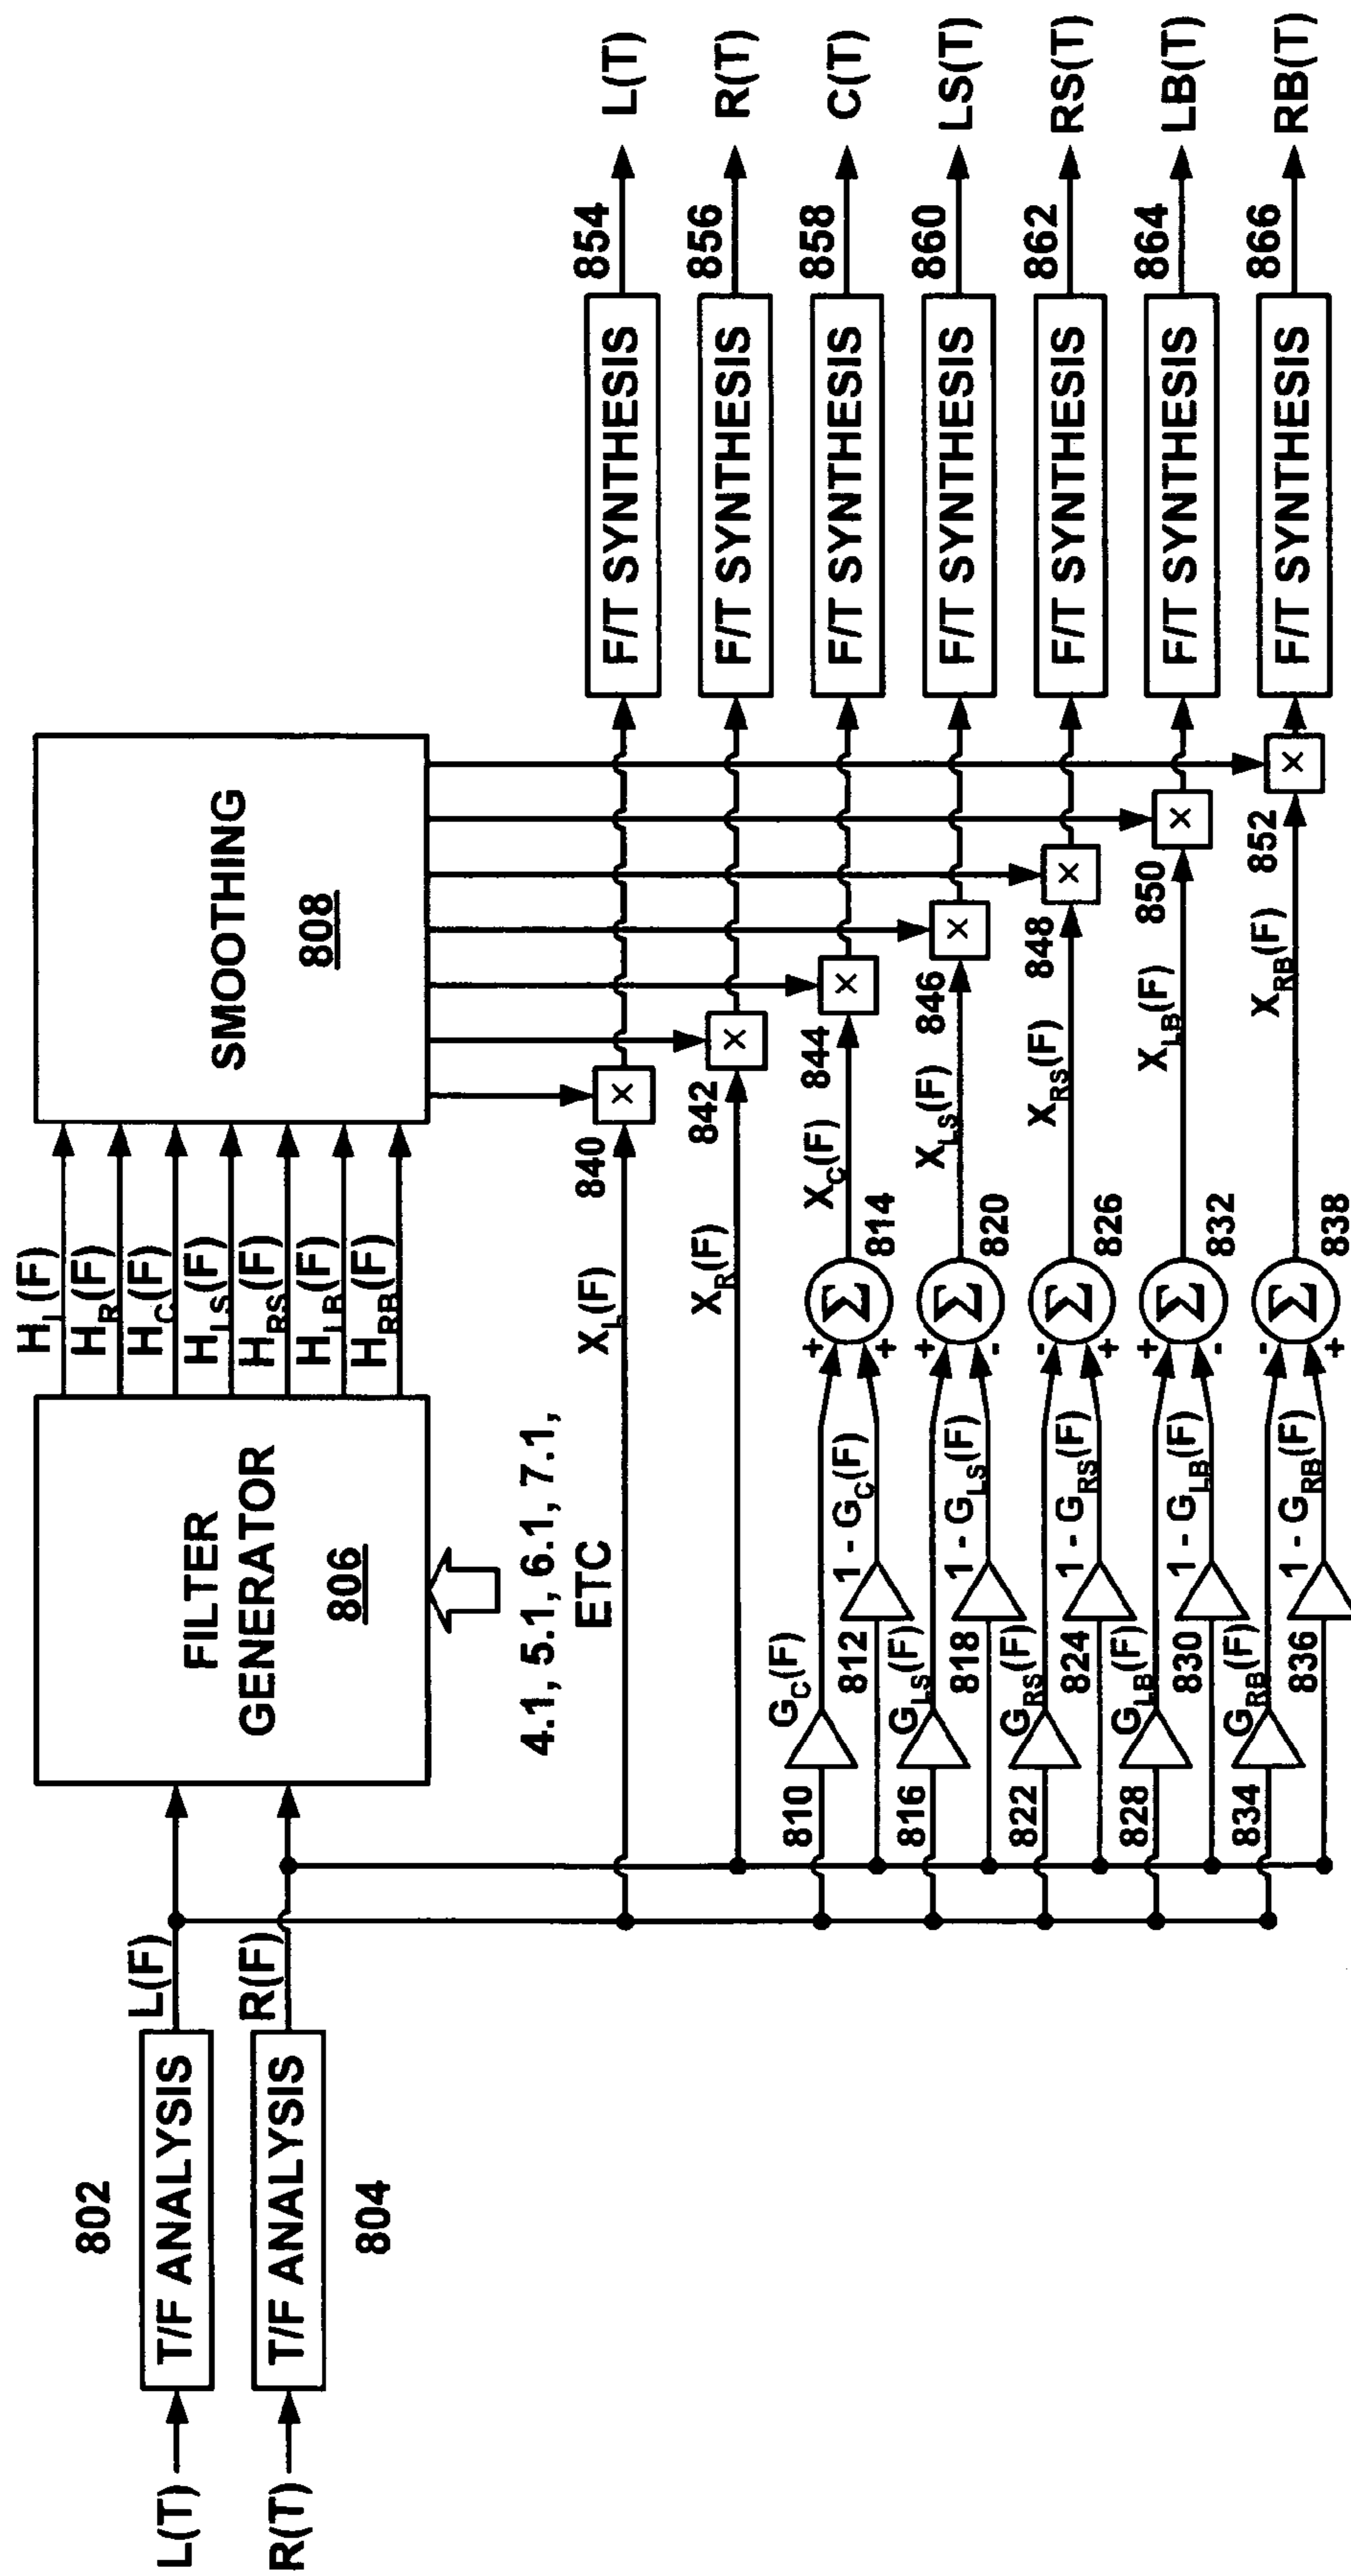 L(T)
R(T)
802
T/F ANALYSIS
T/F ANALYSIS
804
L(F)
R(F)
FILTER
GENERATOR
806
4.1, 5.1, 6.1, 7.1,
ETC
H_L(F)
H_R(F)
H_C(F)
H_LS(F)
H_RS(F)
H_LB(F)
H_RB(F)
SMOOTHING
808
X_L(F)
840
×
F/T SYNTHESIS
854
L(T)
X_R(F)
842
×
F/T SYNTHESIS
856
R(T)
810
G_C(F)
812
1 - G_C(F)
+
+
Σ
814
X_C(F)
844
×
F/T SYNTHESIS
858
C(T)
816
G_LS(F)
818
1 - G_LS(F)
+
-
Σ
820
X_LS(F)
846
×
F/T SYNTHESIS
860
LS(T)
822
G_RS(F)
824
1 - G_RS(F)
-
+
Σ
826
X_RS(F)
848
×
F/T SYNTHESIS
862
RS(T)
828
G_LB(F)
830
1 - G_LB(F)
+
-
Σ
832
X_LB(F)
850
×
F/T SYNTHESIS
864
LB(T)
834
G_RB(F)
836
1 - G_RB(F)
-
+
Σ
838
X_RB(F)
852
×
F/T SYNTHESIS
866
RB(T)